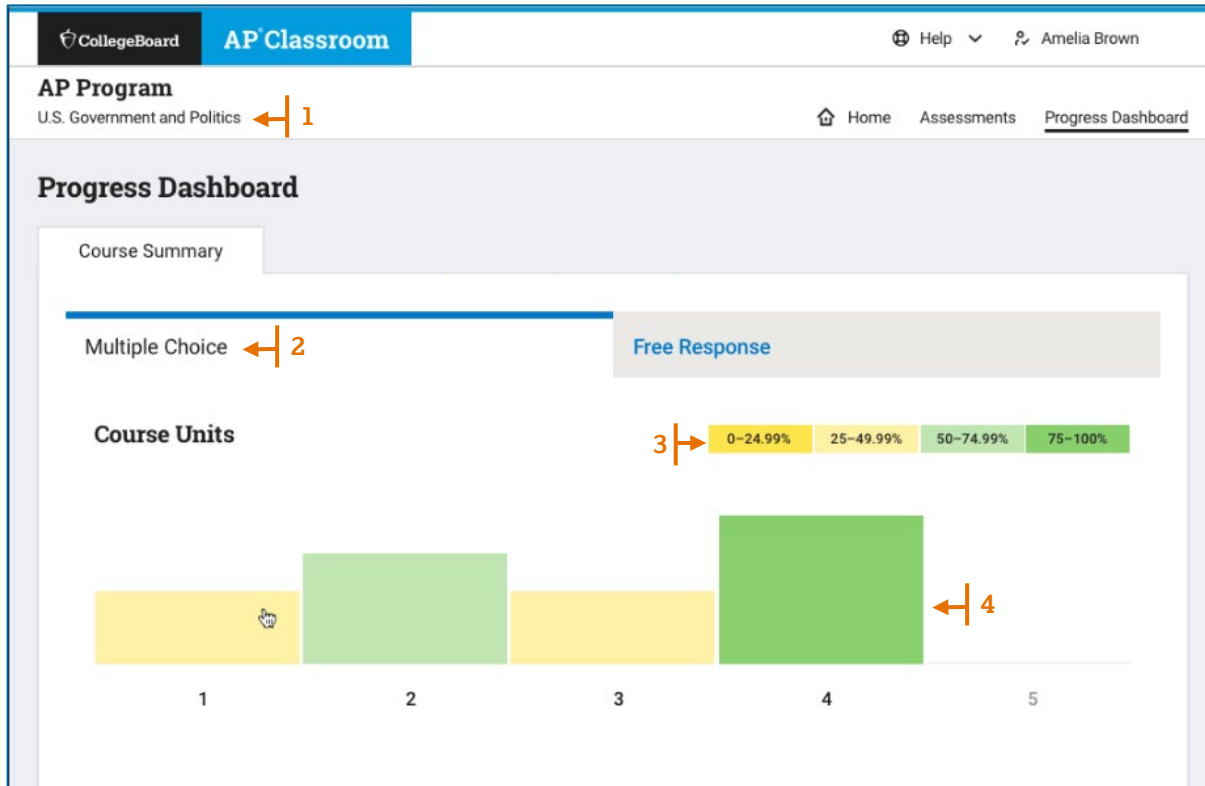 CollegeBoard AP® Classroom Help Amelia Brown
AP Program
U.S. Government and Politics 1 Home Assessments Progress Dashboard
Progress Dashboard
Course Summary
Multiple Choice 2 Free Response
Course Units 3 0–24.99% 25–49.99% 50–74.99% 75–100%
4
1 2 3 4 5